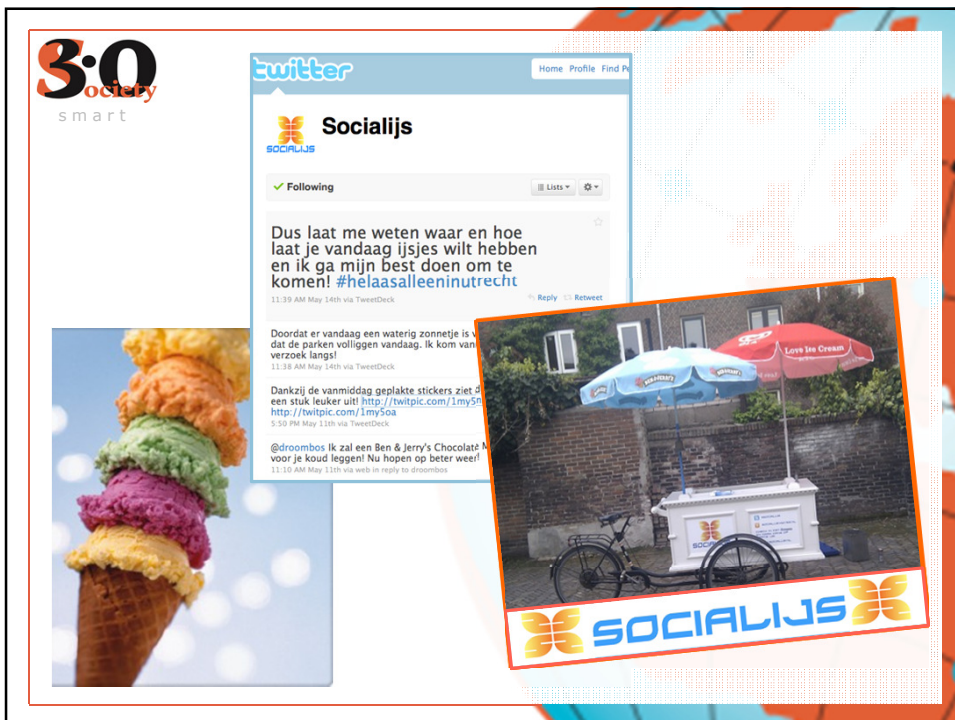 3.0
Society
smart
twitter
Home Profile Find Pe
Socialijs
SOCIALIJS
Following
Lists
Dus laat me weten waar en hoe
laat je vandaag ijsjes wilt hebben
en ik ga mijn best doen om te
komen! #helaasalleeninutrecht
11:39 AM May 14th via TweetDeck
Reply Retweet
Doordat er vandaag een waterig zonnetje is
dat de parken volliggen vandaag. Ik kom
verzoek langs!
11:38 AM May 14th via TweetDeck
Dankzij de vanmiddag geplakte stickers ziet
een stuk leuker uit! http://twitpic.com/1my5
http://twitpic.com/1my5oa
5:50 PM May 11th via TweetDeck
@droombos Ik zal een Ben & Jerry's Chocolate
voor je koud leggen! Nu hopen op beter weer!
11:10 AM May 11th via web in reply to droombos
Love Ice Cream
BEN & JERRY'S
SOCIALIJS